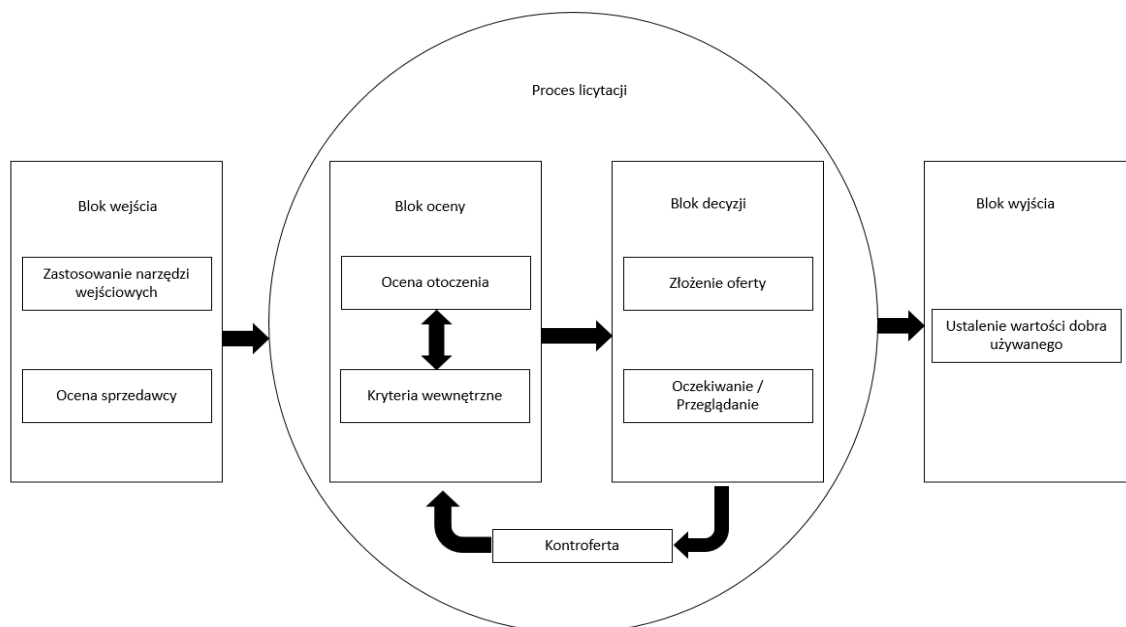 Proces licytacji
Blok wejścia
Zastosowanie narzędzi
wejściowych
Ocena sprzedawcy
Blok oceny
Ocena otoczenia
Kryteria wewnętrzne
Blok decyzji
Złożenie oferty
Oczekiwanie /
Przeglądanie
Kontroferta
Blok wyjścia
Ustalenie wartości dobra
używanego